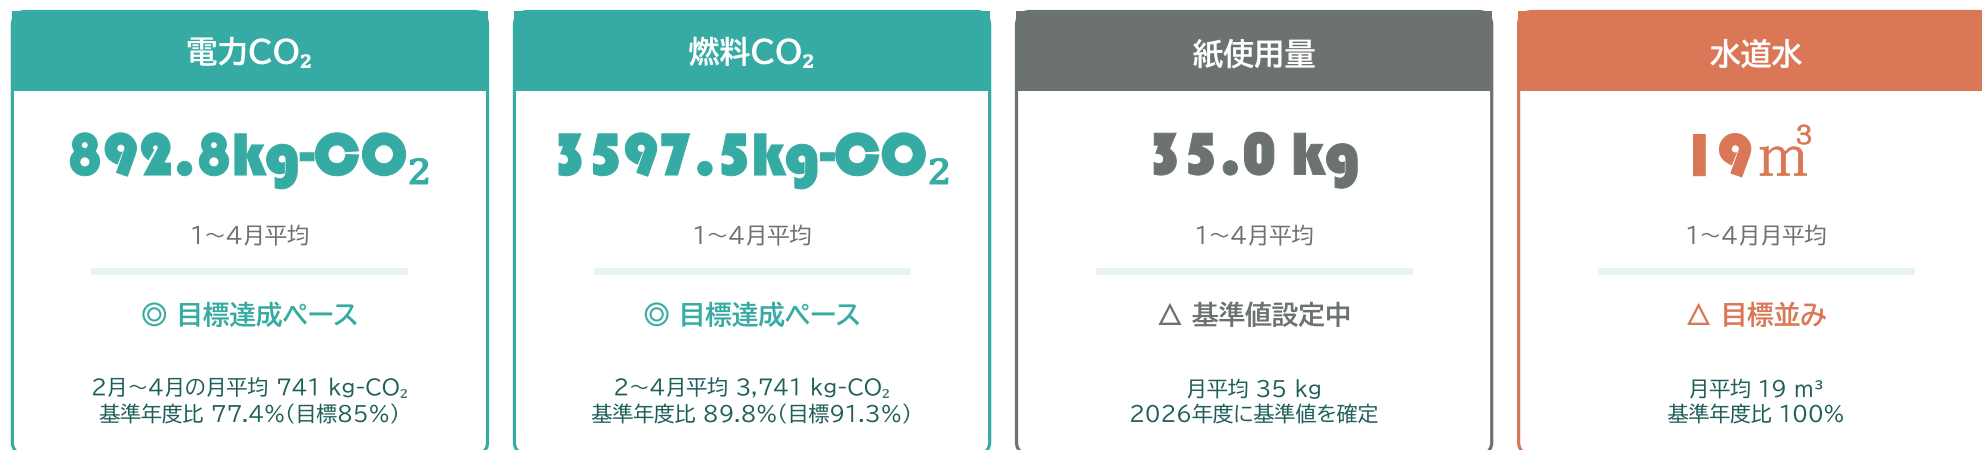 電力CO₂
892.8kg-CO₂
1～4月平均
◎ 目標達成ペース
2月～4月の月平均 741 kg-CO₂
基準年度比 77.4%(目標85%)
燃料CO₂
3597.5kg-CO₂
1～4月平均
◎ 目標達成ペース
2～4月平均 3,741 kg-CO₂
基準年度比 89.8%(目標91.3%)
紙使用量
35.0 kg
1～4月平均
△ 基準値設定中
月平均 35 kg
2026年度に基準値を確定
水道水
19m³
1～4月月平均
△ 目標並み
月平均 19 m³
基準年度比 100%